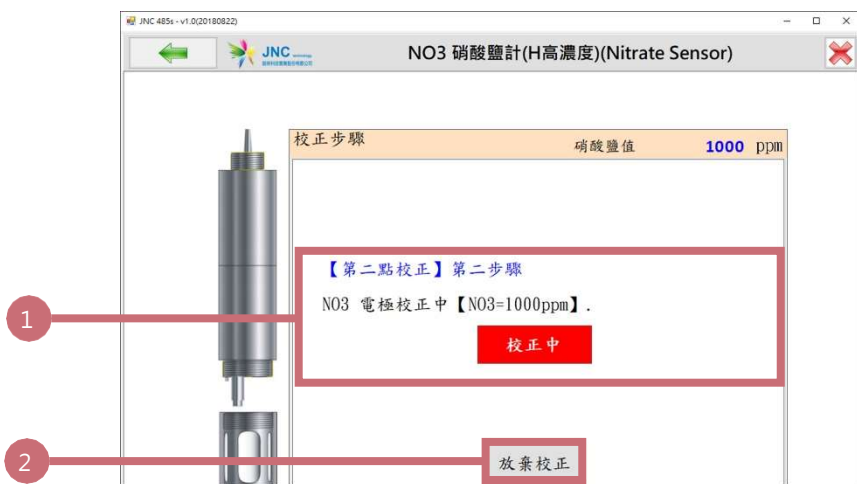 JNC 485s - v1.0(20180822)
JNC technology
NO3 硝酸鹽計(H高濃度)(Nitrate Sensor)
校正步驟
硝酸鹽值 1000 ppm
【第二點校正】第二步驟
NO3 電極校正中【NO3=1000ppm】.
校正中
1
放棄校正
2